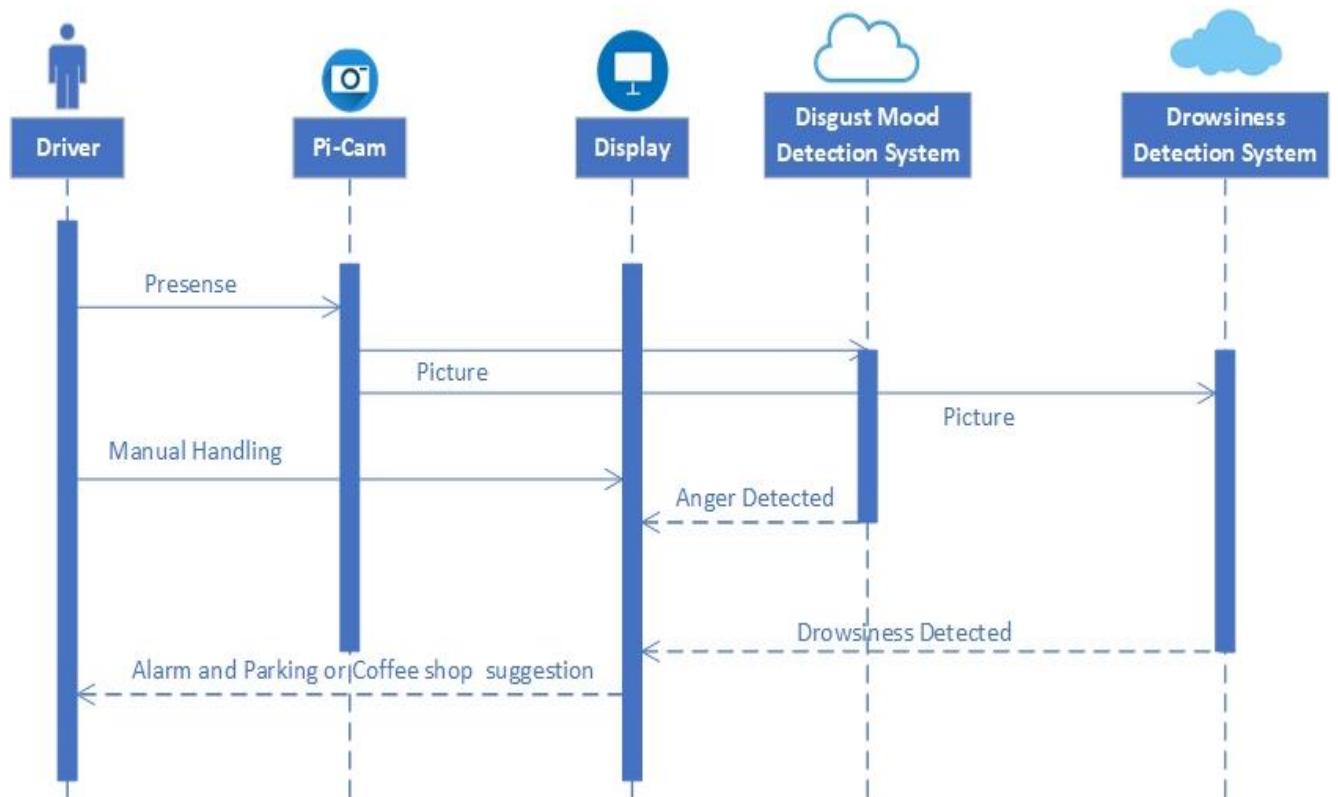 Driver
Pi-Cam
Display
Disgust Mood
Detection System
Drowsiness
Detection System
Presense
Picture
Picture
Manual Handling
Anger Detected
Drowsiness Detected
Alarm and Parking or Coffee shop suggestion